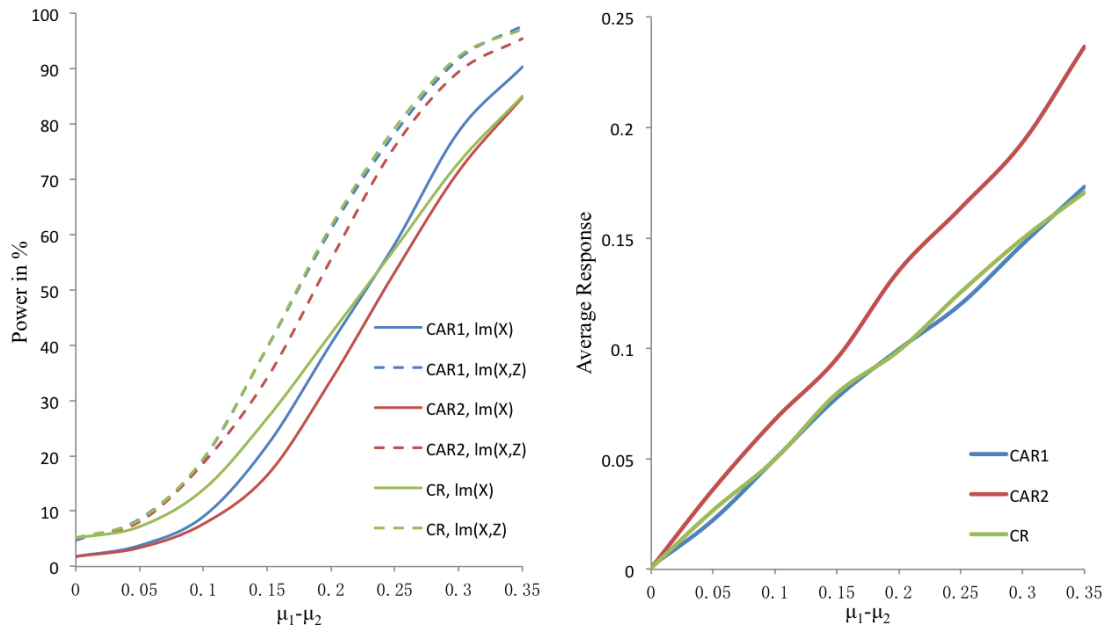 100
90
80
70
60
50
40
30
20
10
0
Power in %
0 0.05 0.1 0.15 0.2 0.25 0.3 0.35
μ₁-μ₂
CAR1, lm(X)
CAR1, lm(X,Z)
CAR2, lm(X)
CAR2, lm(X,Z)
CR, lm(X)
CR, lm(X,Z)
0.25
0.2
0.15
0.1
0.05
0
Average Response
0 0.05 0.1 0.15 0.2 0.25 0.3 0.35
μ₁-μ₂
CAR1
CAR2
CR